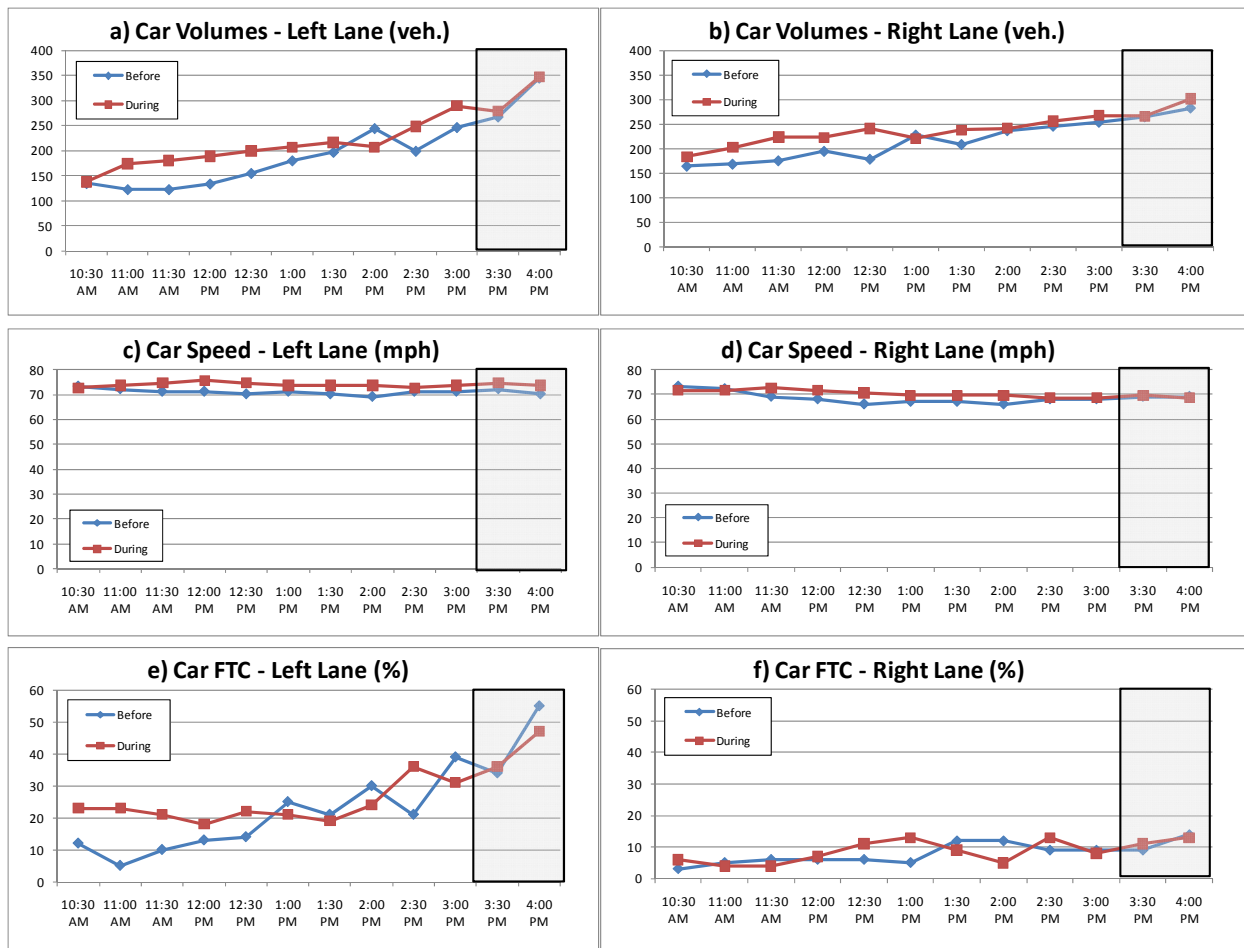 a) Car Volumes - Left Lane (veh.)
400
350
300
250
200
150
100
50
0
Before
During
10:30 11:00 11:30 12:00 12:30 1:00 1:30 2:00 2:30 3:00 3:30 4:00
AM AM AM PM PM PM PM PM PM PM PM PM
b) Car Volumes - Right Lane (veh.)
400
350
300
250
200
150
100
50
0
Before
During
10:30 11:00 11:30 12:00 12:30 1:00 1:30 2:00 2:30 3:00 3:30 4:00
AM AM AM PM PM PM PM PM PM PM PM PM
c) Car Speed - Left Lane (mph)
80
70
60
50
40
30
20
10
0
Before
During
10:30 11:00 11:30 12:00 12:30 1:00 1:30 2:00 2:30 3:00 3:30 4:00
AM AM AM PM PM PM PM PM PM PM PM PM
d) Car Speed - Right Lane (mph)
80
70
60
50
40
30
20
10
0
Before
During
10:30 11:00 11:30 12:00 12:30 1:00 1:30 2:00 2:30 3:00 3:30 4:00
AM AM AM PM PM PM PM PM PM PM PM PM
e) Car FTC - Left Lane (%)
60
50
40
30
20
10
0
Before
During
10:30 11:00 11:30 12:00 12:30 1:00 1:30 2:00 2:30 3:00 3:30 4:00
AM AM AM PM PM PM PM PM PM PM PM PM
f) Car FTC - Right Lane (%)
60
50
40
30
20
10
0
Before
During
10:30 11:00 11:30 12:00 12:30 1:00 1:30 2:00 2:30 3:00 3:30 4:00
AM AM AM PM PM PM PM PM PM PM PM PM